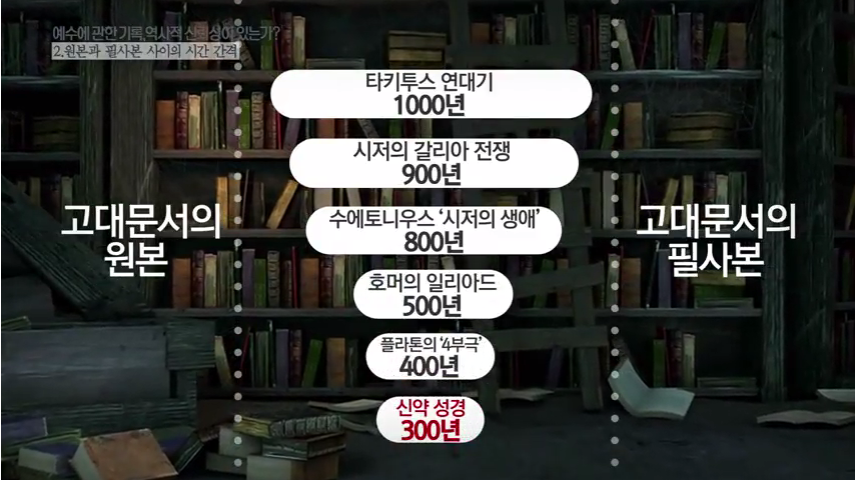 예수에 관한 기록, 역사적 신뢰성이 있는가?
2.원본과 필사본 사이의 시간 간격
타키투스 연대기
1000년
시저의 갈리아 전쟁
900년
수에토니우스 ‘시저의 생애’
800년
고대문서의
원본
고대문서의
필사본
호머의 일리아드
500년
플라톤의 ‘4부극’
400년
신약 성경
300년